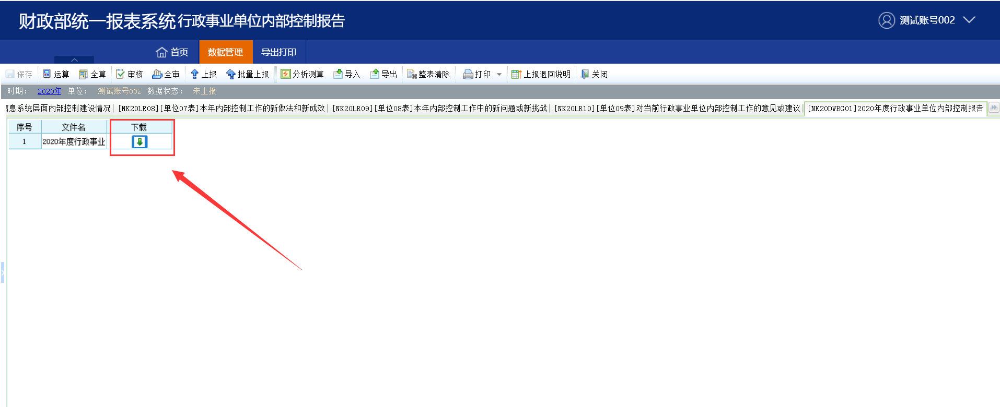 财政部统一报表系统 行政事业单位内部控制报告
测试账号002
首页 数据管理 导出打印
保存 运算 全算 审核 全审 上报 批量上报 分析测算 导入 导出 整表清除 打印 上报退回说明 关闭
时期： 2020年 单位： 测试账号002 数据状态： 未上报
息系统层面内部控制建设情况 [NK20LR08][单位07表]本年内部控制工作的新做法和新成效 [NK20LR09][单位08表]本年内部控制工作中的新问题或新挑战 [NK20LR10][单位09表]对当前行政事业单位内部控制工作的意见或建议 [NK20DWBG01]2020年度行政事业单位内部控制报告
序号 文件名 下载
1 2020年度行政事业